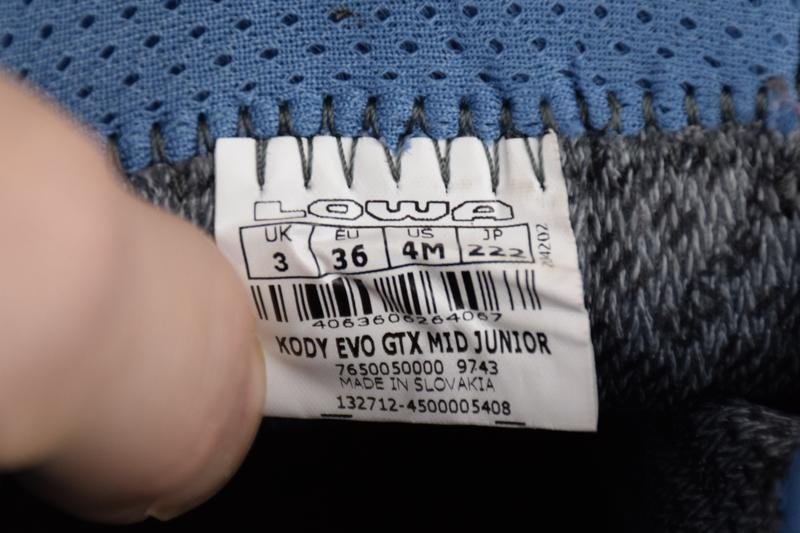 LOWA
UK EU US JP
3 36 4M 222
4063606264067
KODY EVO GTX MID JUNIOR
7650050000 9743
MADE IN SLOVAKIA
132712-4500005408